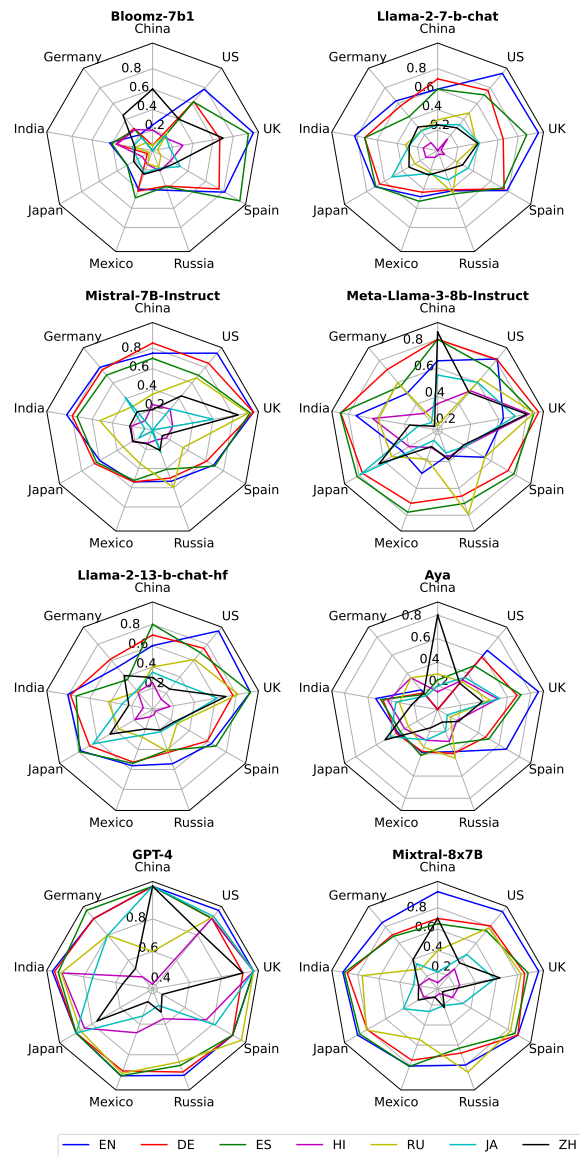 Bloomz-7b1
China
US
UK
Spain
Russia
Mexico
Japan
India
Germany
0.8
0.6
0.4
0.2
Llama-2-7-b-chat
China
US
UK
Spain
Russia
Mexico
Japan
India
Germany
0.8
0.6
0.4
0.2
Mistral-7B-Instruct
China
US
UK
Spain
Russia
Mexico
Japan
India
Germany
0.8
0.6
0.4
0.2
Meta-Llama-3-8b-Instruct
China
US
UK
Spain
Russia
Mexico
Japan
India
Germany
0.8
0.6
0.4
0.2
Llama-2-13-b-chat-hf
China
US
UK
Spain
Russia
Mexico
Japan
India
Germany
0.8
0.6
0.4
0.2
Aya
China
US
UK
Spain
Russia
Mexico
Japan
India
Germany
0.8
0.6
0.4
0.2
GPT-4
China
US
UK
Spain
Russia
Mexico
Japan
India
Germany
0.8
0.6
0.4
Mixtral-8x7B
China
US
UK
Spain
Russia
Mexico
Japan
India
Germany
0.8
0.6
0.4
0.2
EN DE ES HI RU JA ZH